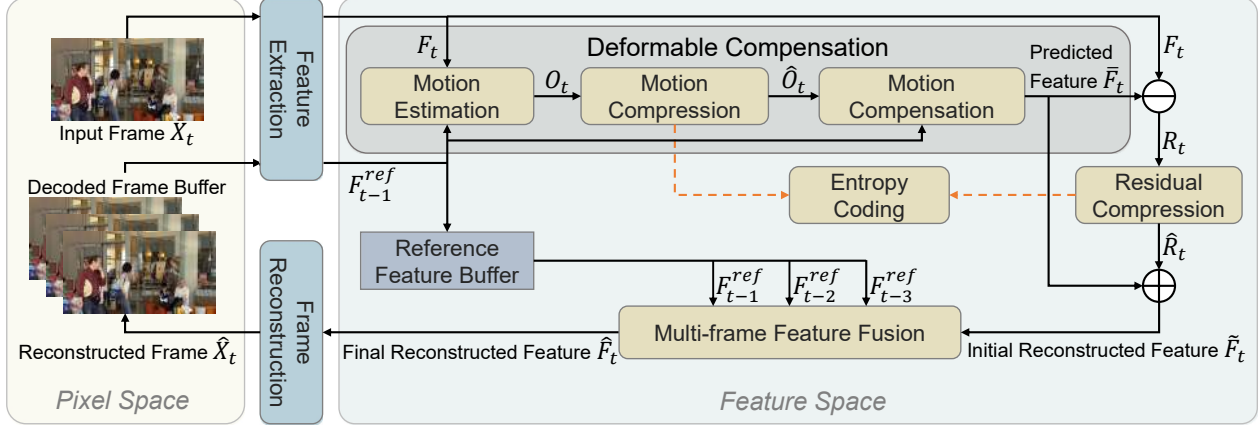 Input Frame X_t
Decoded Frame Buffer
Reconstructed Frame X̂_t
Pixel Space
Feature
Extraction
Frame
Reconstruction
Deformable Compensation
F_t
Motion
Estimation
O_t
Motion
Compression
Ô_t
Motion
Compensation
Predicted
Feature F̄_t
F_t
R_t
F_{t-1}^{ref}
Entropy
Coding
Residual
Compression
R̂_t
Reference
Feature Buffer
F_{t-1}^{ref}
F_{t-2}^{ref}
F_{t-3}^{ref}
Multi-frame Feature Fusion
Final Reconstructed Feature F̂_t
Initial Reconstructed Feature F̃_t
Feature Space